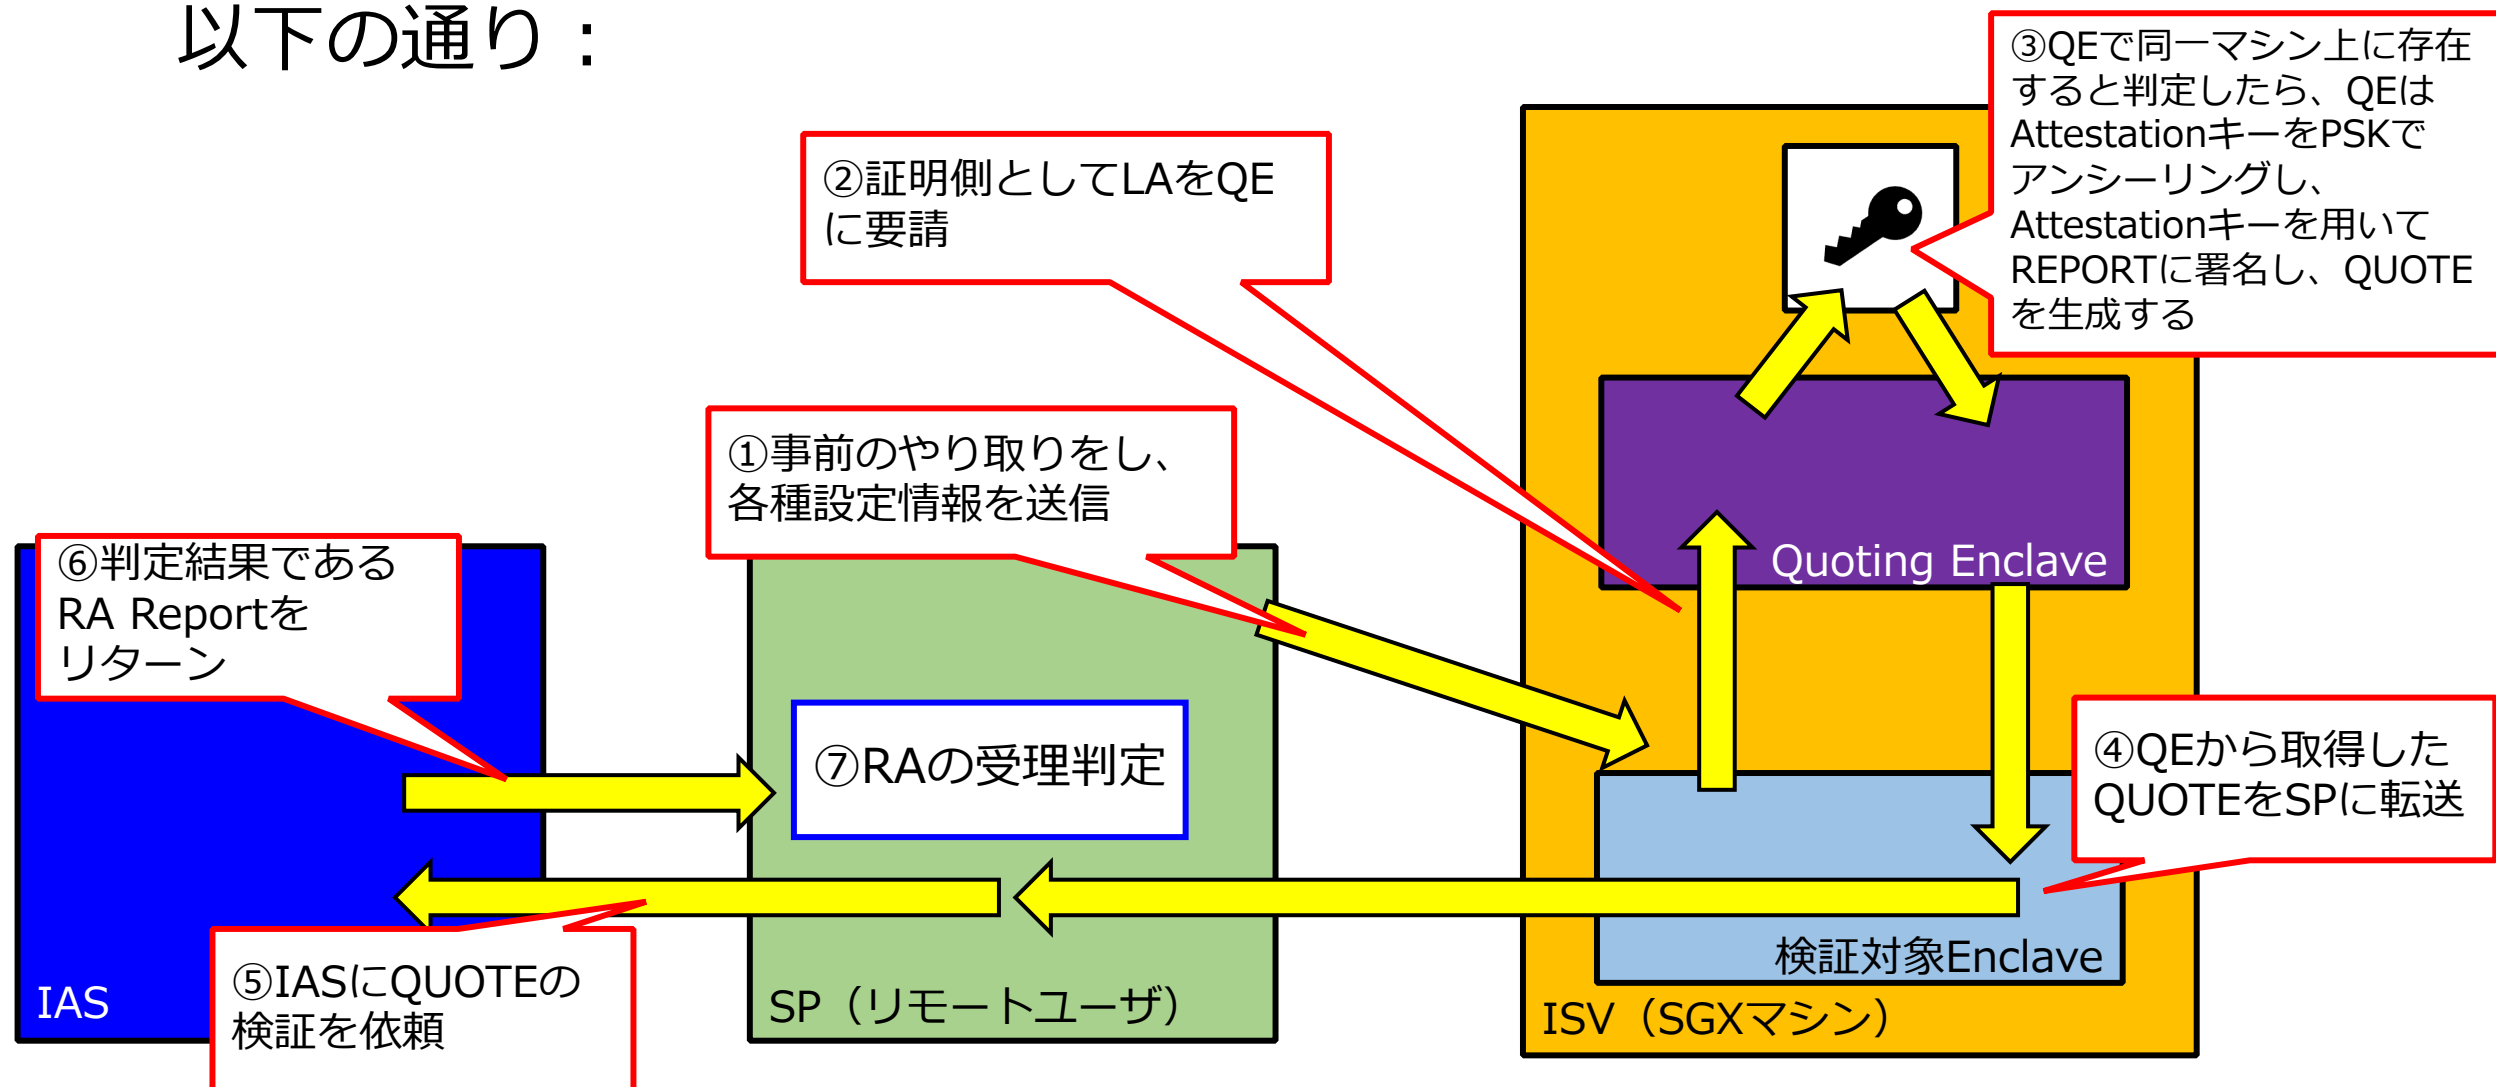 以下の通り：
③QEで同一マシン上に存在
すると判定したら、QEは
AttestationキーをPSKで
アンシーリングし、
Attestationキーを用いて
REPORTに署名し、QUOTE
を生成する
②証明側としてLAをQE
に要請
①事前のやり取りをし、
各種設定情報を送信
⑥判定結果である
RA Reportを
リターン
Quoting Enclave
⑦RAの受理判定
④QEから取得した
QUOTEをSPに転送
検証対象Enclave
⑤IASにQUOTEの
検証を依頼
IAS
SP（リモートユーザ）
ISV（SGXマシン）